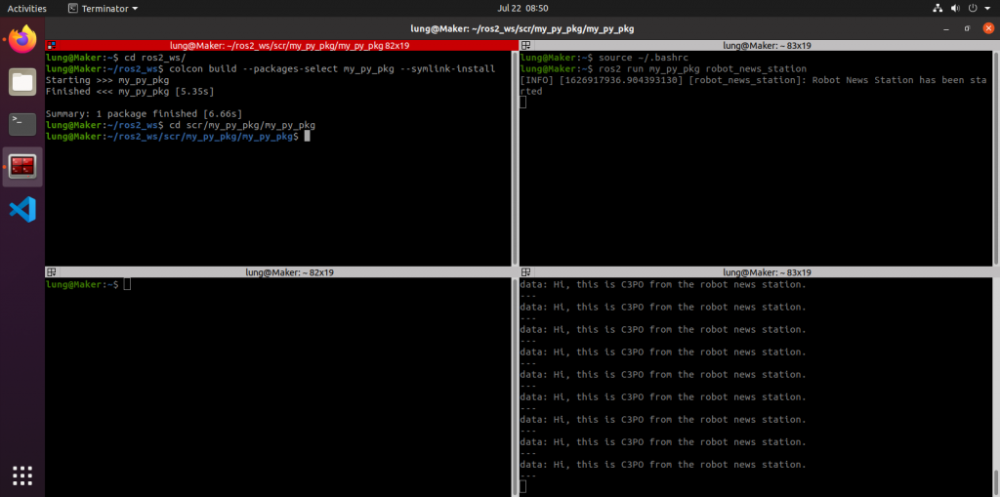 Activities
Terminator
Jul 22 08:50
lung@Maker: ~/ros2_ws/scr/my_py_pkg/my_py_pkg
lung@Maker: ~/ros2_ws/scr/my_py_pkg/my_py_pkg 82x19
lung@Maker:~$ cd ros2_ws/
lung@Maker:~/ros2_ws$ colcon build --packages-select my_py_pkg --symlink-install
Starting >>> my_py_pkg
Finished <<< my_py_pkg [5.35s]
Summary: 1 package finished [6.66s]
lung@Maker:~/ros2_ws$ cd scr/my_py_pkg/my_py_pkg
lung@Maker:~/ros2_ws/scr/my_py_pkg/my_py_pkg$
lung@Maker: ~ 83x19
lung@Maker:~$ source ~/.bashrc
lung@Maker:~$ ros2 run my_py_pkg robot_news_station
[INFO] [1626917936.904393130] [robot_news_station]: Robot News Station has been sta
rted
lung@Maker: ~ 82x19
lung@Maker:~$
lung@Maker: ~ 83x19
data: Hi, this is C3PO from the robot news station.
---
data: Hi, this is C3PO from the robot news station.
---
data: Hi, this is C3PO from the robot news station.
---
data: Hi, this is C3PO from the robot news station.
---
data: Hi, this is C3PO from the robot news station.
---
data: Hi, this is C3PO from the robot news station.
---
data: Hi, this is C3PO from the robot news station.
---
data: Hi, this is C3PO from the robot news station.
---
data: Hi, this is C3PO from the robot news station.
---